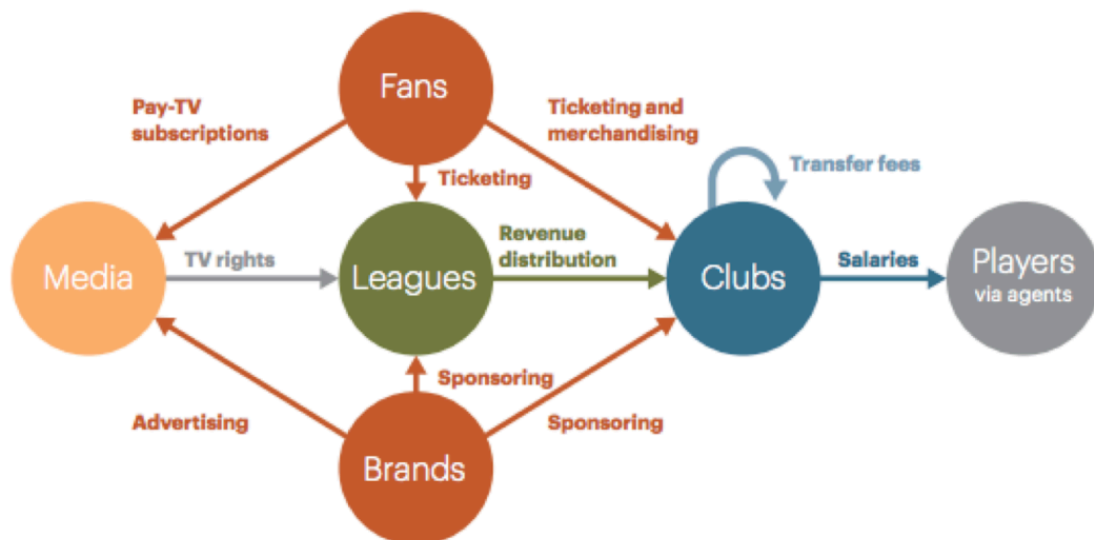 Fans
Pay-TV
subscriptions
Ticketing and
merchandising
Transfer fees
Ticketing
Media
TV rights
Leagues
Revenue
distribution
Clubs
Salaries
Players
via agents
Sponsoring
Advertising
Sponsoring
Brands